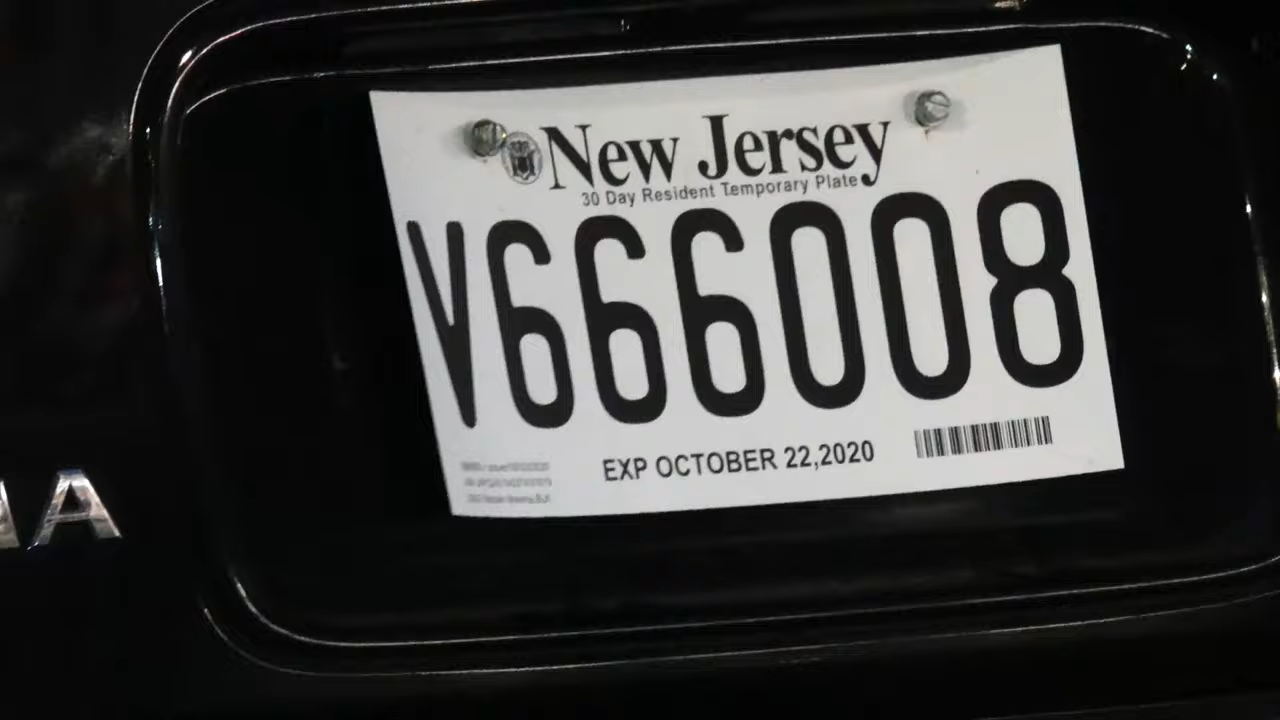 New Jersey
30 Day Resident Temporary Plate
V666008
EXP OCTOBER 22,2020
A